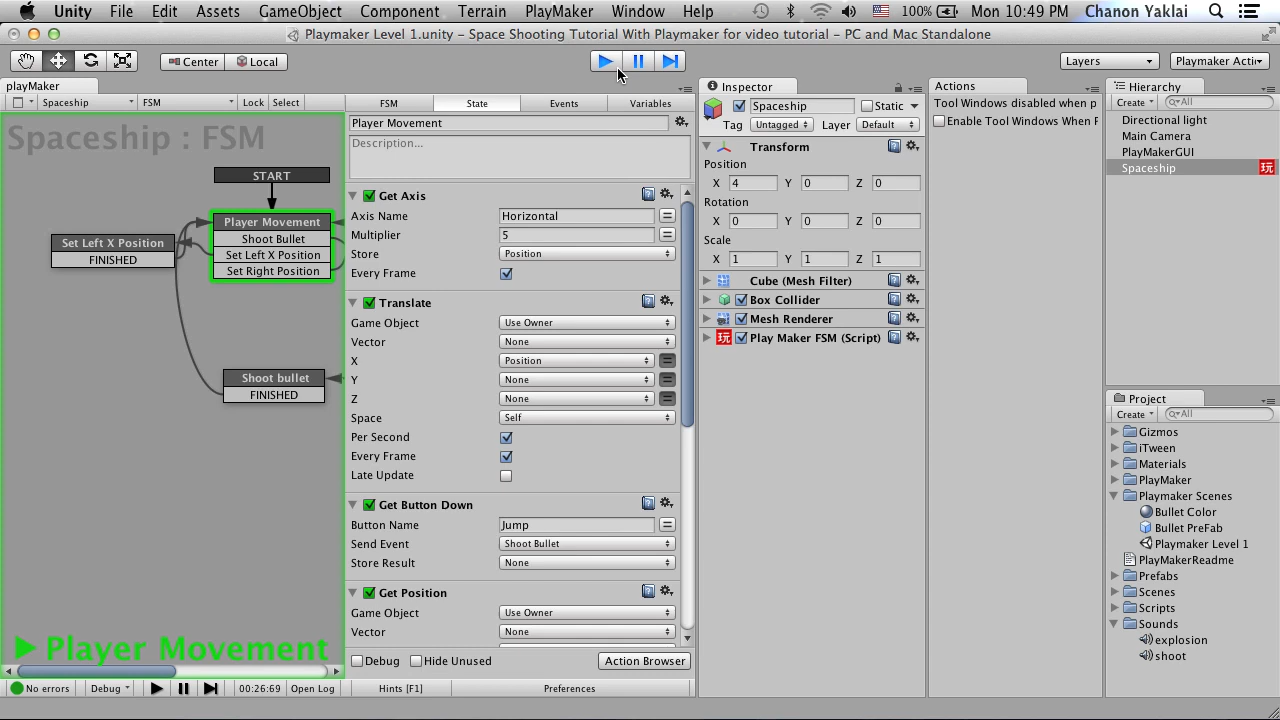 Unity File Edit Assets GameObject Component Terrain PlayMaker Window Help 100% Mon 10:49 PM Chanon Yaklai
Playmaker Level 1.unity – Space Shooting Tutorial With Playmaker for video tutorial – PC and Mac Standalone
Center Local Layers Playmaker Acti
playMaker
Spaceship FSM Lock Select
Spaceship : FSM
START
Player Movement
Shoot Bullet
Set Left X Position
Set Right Position
Set Left X Position
FINISHED
Shoot bullet
FINISHED
Player Movement
No errors Debug 00:26:69 Open Log
FSM State Events Variables
Player Movement
Description...
Get Axis
Axis Name Horizontal
Multiplier 5
Store Position
Every Frame
Translate
Game Object Use Owner
Vector None
X Position
Y None
Z None
Space Self
Per Second
Every Frame
Late Update
Get Button Down
Button Name Jump
Send Event Shoot Bullet
Store Result None
Get Position
Game Object Use Owner
Vector None
Debug Hide Unused Action Browser
Hints [F1] Preferences
Inspector
Spaceship Static
Tag Untagged Layer Default
Transform
Position
X 4 Y 0 Z 0
Rotation
X 0 Y 0 Z 0
Scale
X 1 Y 1 Z 1
Cube (Mesh Filter)
Box Collider
Mesh Renderer
玩 Play Maker FSM (Script)
Actions
Tool Windows disabled when p
Enable Tool Windows When P
Hierarchy
Create All
Directional light
Main Camera
PlayMakerGUI
Spaceship 玩
Project
Create All
Gizmos
iTween
Materials
PlayMaker
Playmaker Scenes
Bullet Color
Bullet PreFab
Playmaker Level 1
PlayMakerReadme
Prefabs
Scenes
Scripts
Sounds
explosion
shoot